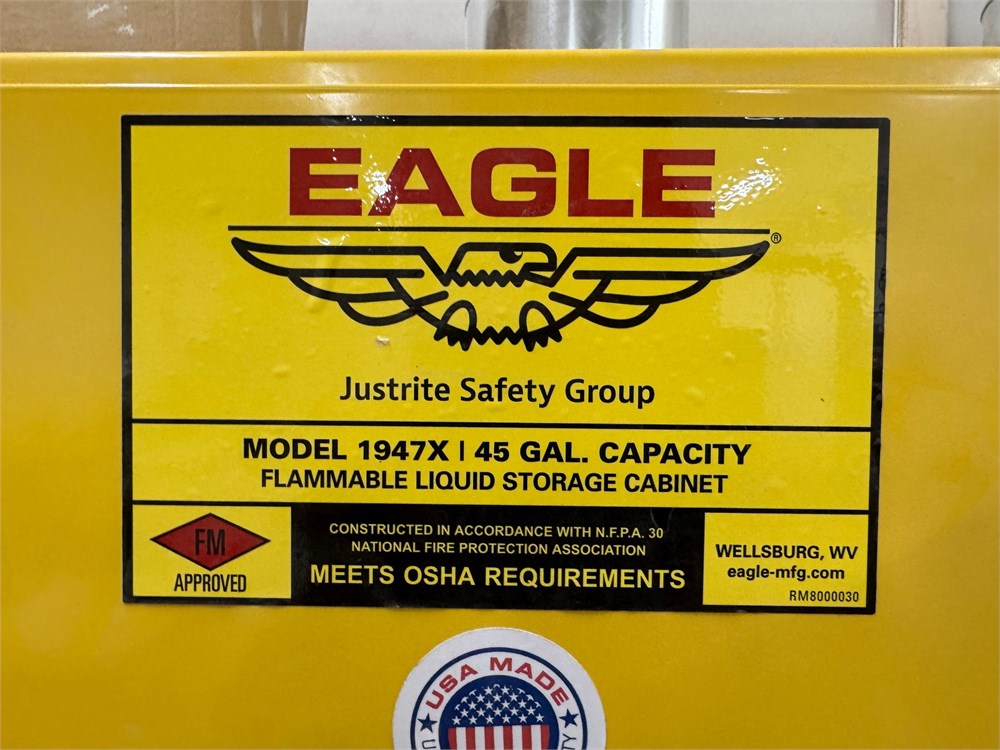 EAGLE
®
Justrite Safety Group
MODEL 1947X | 45 GAL. CAPACITY
FLAMMABLE LIQUID STORAGE CABINET
FM
APPROVED
CONSTRUCTED IN ACCORDANCE WITH N.F.P.A. 30
NATIONAL FIRE PROTECTION ASSOCIATION
MEETS OSHA REQUIREMENTS
WELLSBURG, WV
eagle-mfg.com
RM8000030
USA MADE